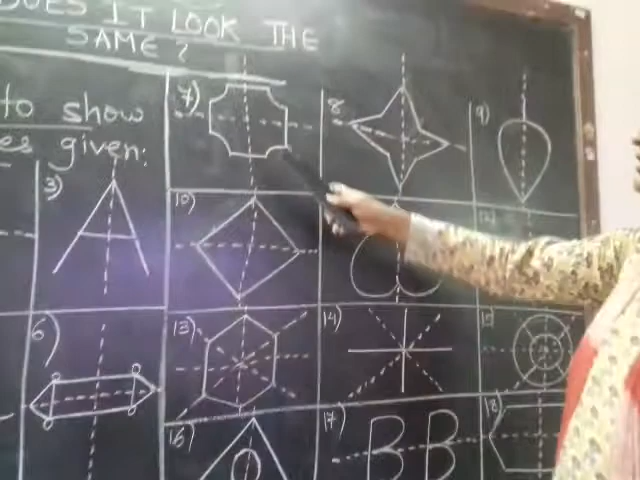 DOES IT LOOK THE
SAME?
to show
given:
7)
8
9)
3) A
10)
6)
13)
14)
15)
16)
17) BB
18)